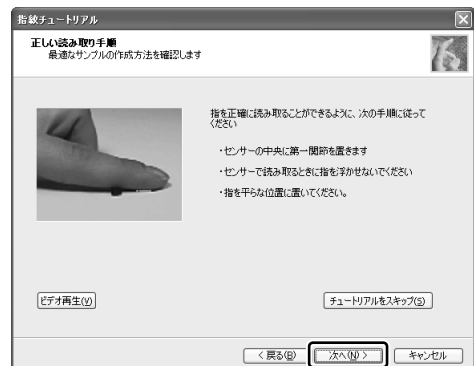 指紋チュートリアル
正しい読み取り手順
最適なサンプルの作成方法を確認します
指を正確に読み取ることができるように、次の手順に従って
ください
・センサーの中央に第一関節を置きます
・センサーで読み取るときに指を浮かせないでください
・指を平らな位置に置いてください。
ビデオ再生(V)
チュートリアルをスキップ(S)
< 戻る(B)
次へ(N) >
キャンセル